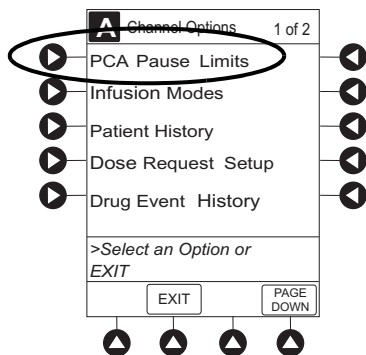 A Channel Options 1 of 2
PCA Pause Limits
Infusion Modes
Patient History
Dose Request Setup
Drug Event History
>Select an Option or
EXIT
EXIT
PAGE
DOWN